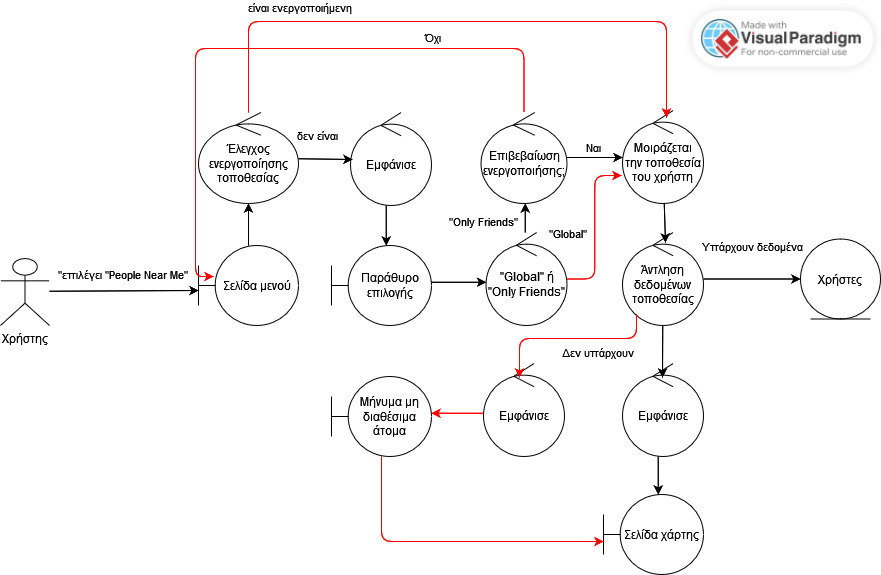 είναι ενεργοποιήμενη
Made with
Visual Paradigm
For non-commercial use
Όχι
Έλεγχος
ενεργοποίησης
τοποθεσίας
δεν είναι
Εμφάνισε
Επιβεβαίωση
ενεργοποιήσης;
Ναι
Μοιράζεται
την τοποθεσία
του χρήστη
"Only Friends"
"Global"
"επιλέγει "People Near Me"
Χρήστης
Σελίδα μενού
Παράθυρο
επιλογής
"Global" ή
"Only Friends"
Άντληση
δεδομένων
τοποθεσίας
Υπάρχουν δεδομένα
Χρήστες
Δεν υπάρχουν
Μήνυμα μη
διαθέσιμα
άτομα
Εμφάνισε
Εμφάνισε
Σελίδα χάρτης